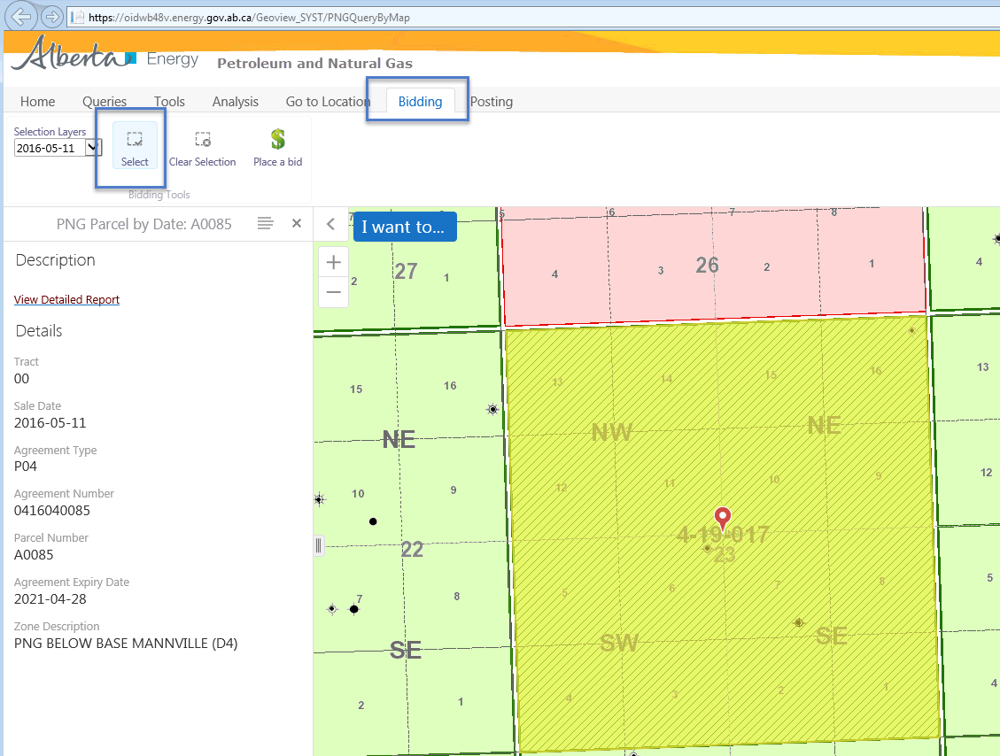 https://oidwb48v.energy.gov.ab.ca/Geoview_SYST/PNGQueryByMap
Alberta Energy Petroleum and Natural Gas
Home Queries Tools Analysis Go to Location Bidding Posting
Selection Layers
2016-05-11
Select Clear Selection Place a bid
Bidding Tools
PNG Parcel by Date: A0085
Description
View Detailed Report
Details
Tract
00
Sale Date
2016-05-11
Agreement Type
P04
Agreement Number
0416040085
Parcel Number
A0085
Agreement Expiry Date
2021-04-28
Zone Description
PNG BELOW BASE MANNVILLE (D4)
I want to...
5 6 7 8
2 27 1 4 3 26 2 1 4
15 16 13 14 15 16 13
NE NW NE
10 9 12 11 10 9 12
22 4-19-017
23
7 8 5 6 7 8 5
SE SW SE
2 1 4 3 2 1 4